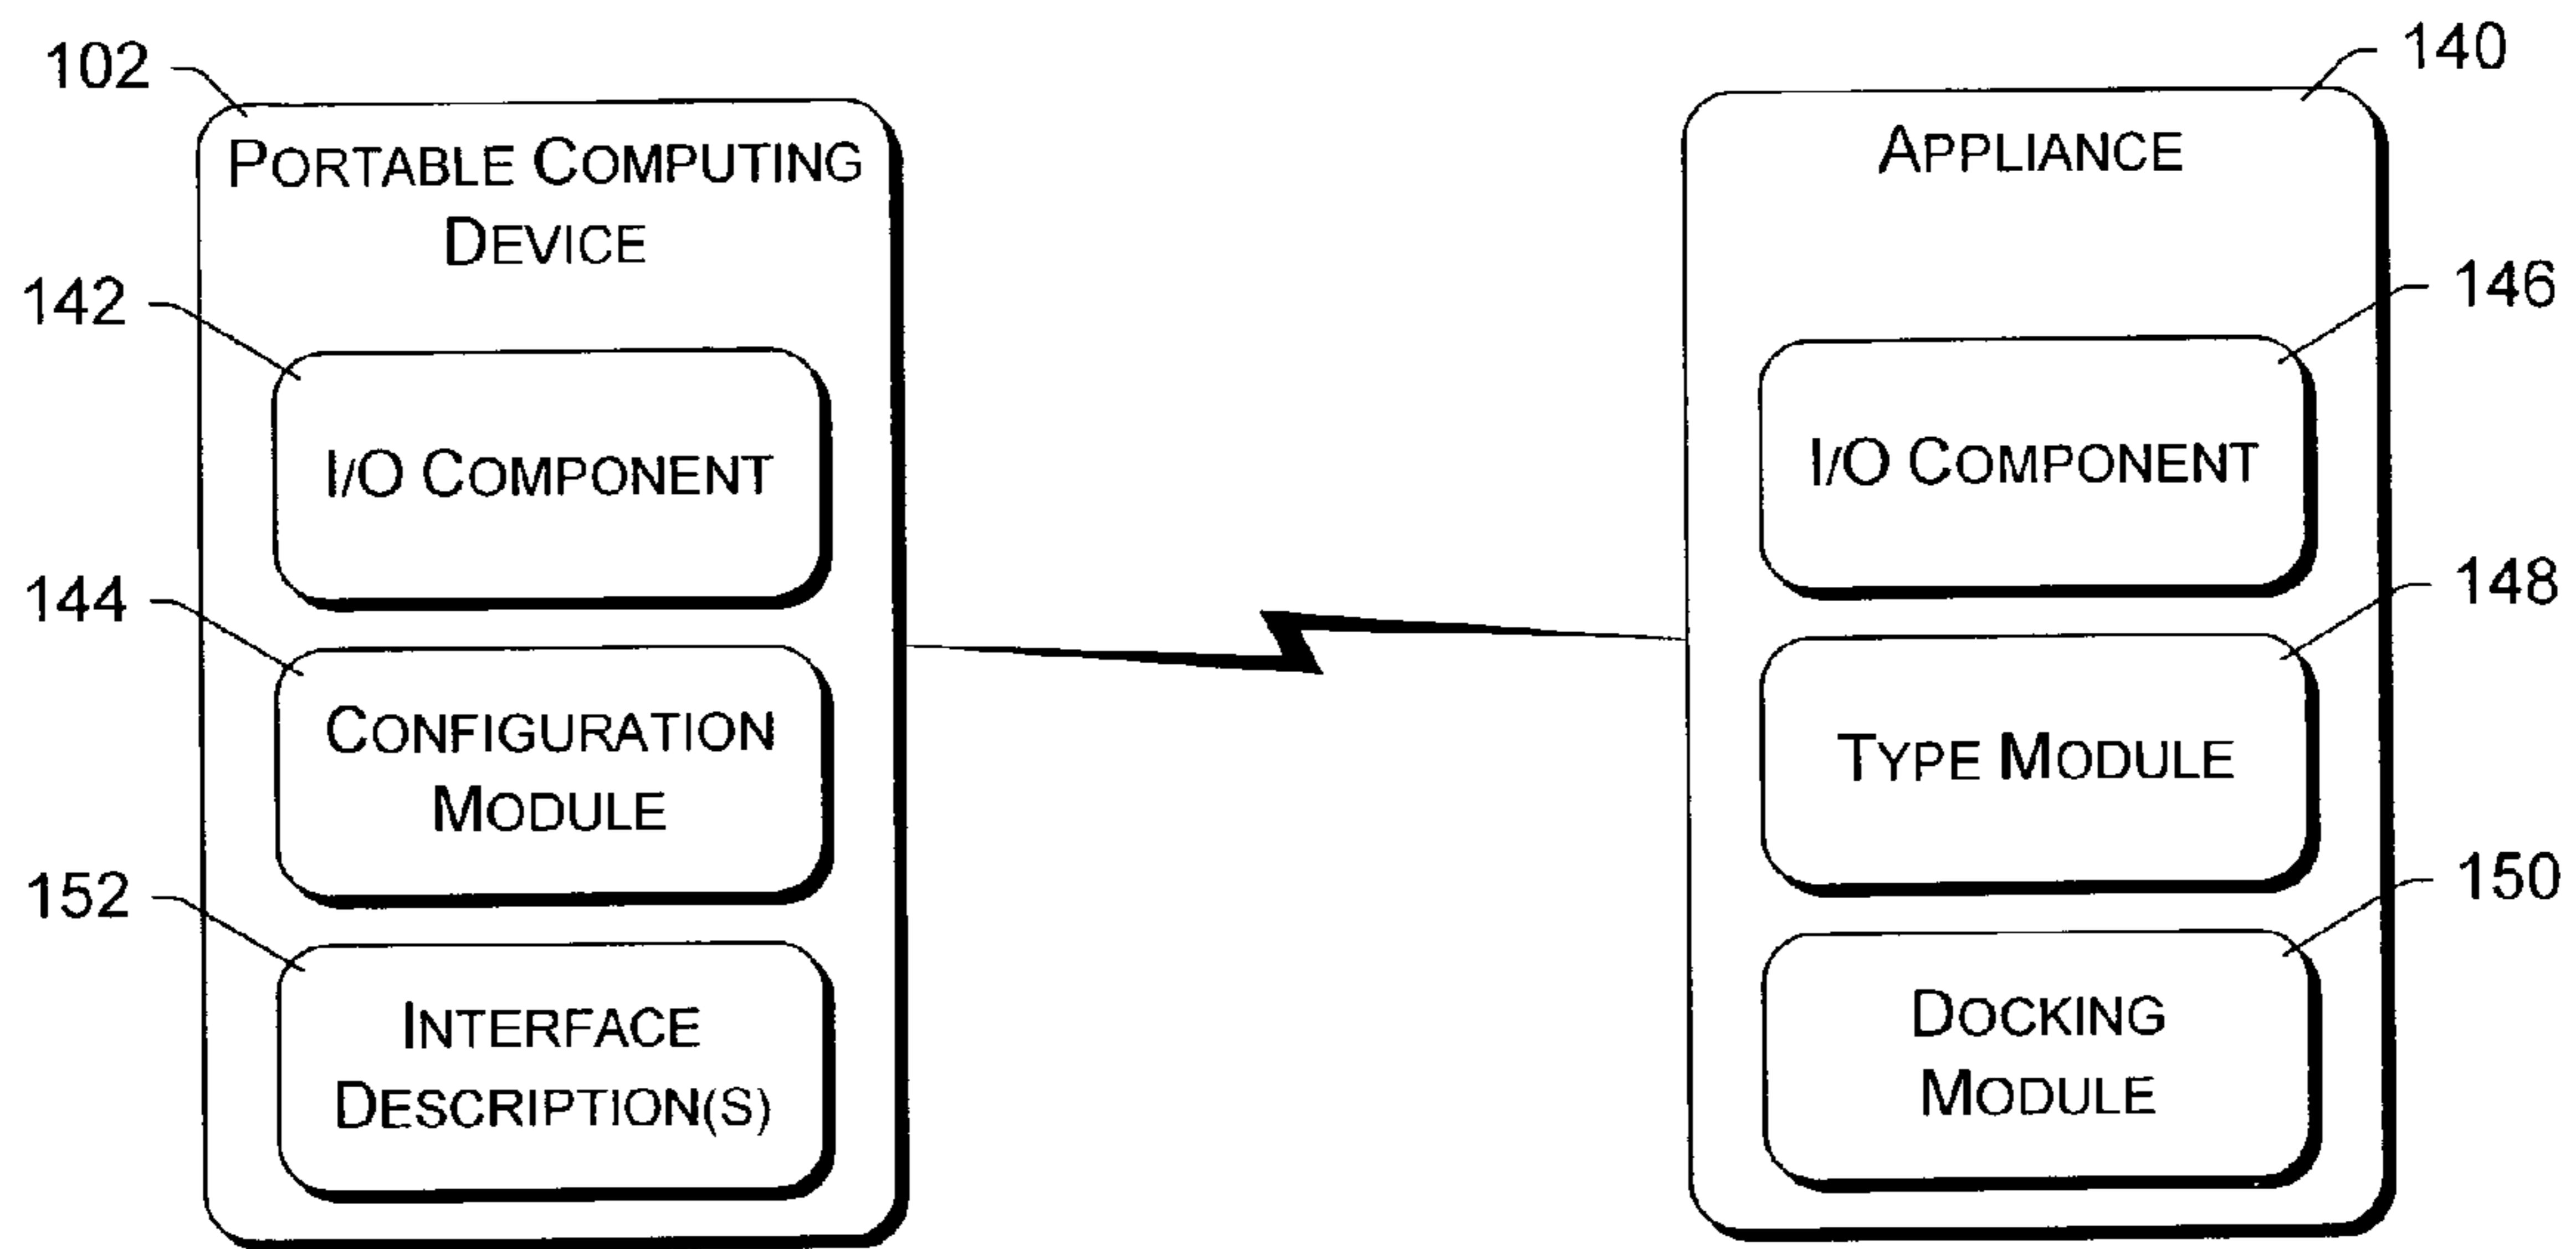 102
PORTABLE COMPUTING
DEVICE
142
I/O COMPONENT
144
CONFIGURATION
MODULE
152
INTERFACE
DESCRIPTION(S)
140
APPLIANCE
146
I/O COMPONENT
148
TYPE MODULE
150
DOCKING
MODULE